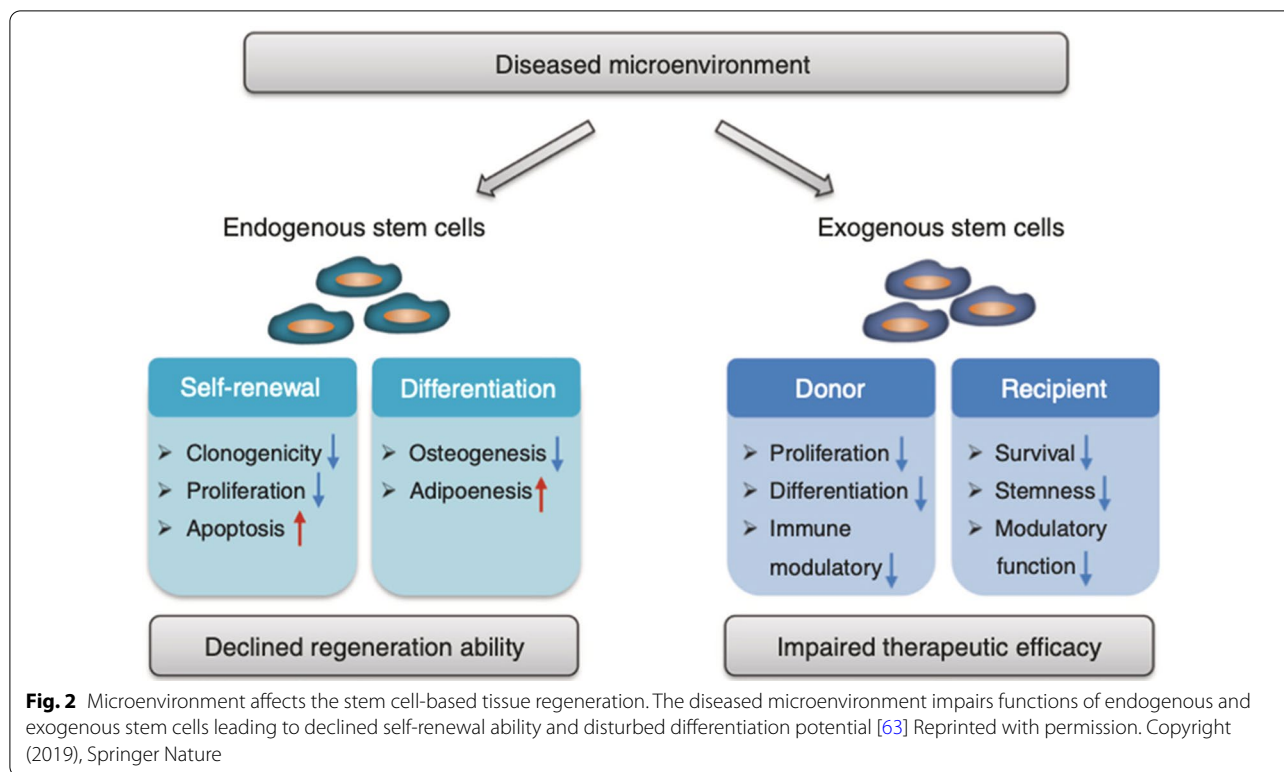 Diseased microenvironment
Endogenous stem cells
Exogenous stem cells
Self-renewal
➢ Clonogenicity ↓
➢ Proliferation ↓
➢ Apoptosis ↑
Differentiation
➢ Osteogenesis ↓
➢ Adipoenesis ↑
Donor
➢ Proliferation ↓
➢ Differentiation ↓
➢ Immune
modulatory ↓
Recipient
➢ Survival ↓
➢ Stemness ↓
➢ Modulatory
function ↓
Declined regeneration ability
Impaired therapeutic efficacy
Fig. 2 Microenvironment affects the stem cell-based tissue regeneration. The diseased microenvironment impairs functions of endogenous and
exogenous stem cells leading to declined self-renewal ability and disturbed differentiation potential [63] Reprinted with permission. Copyright
(2019), Springer Nature